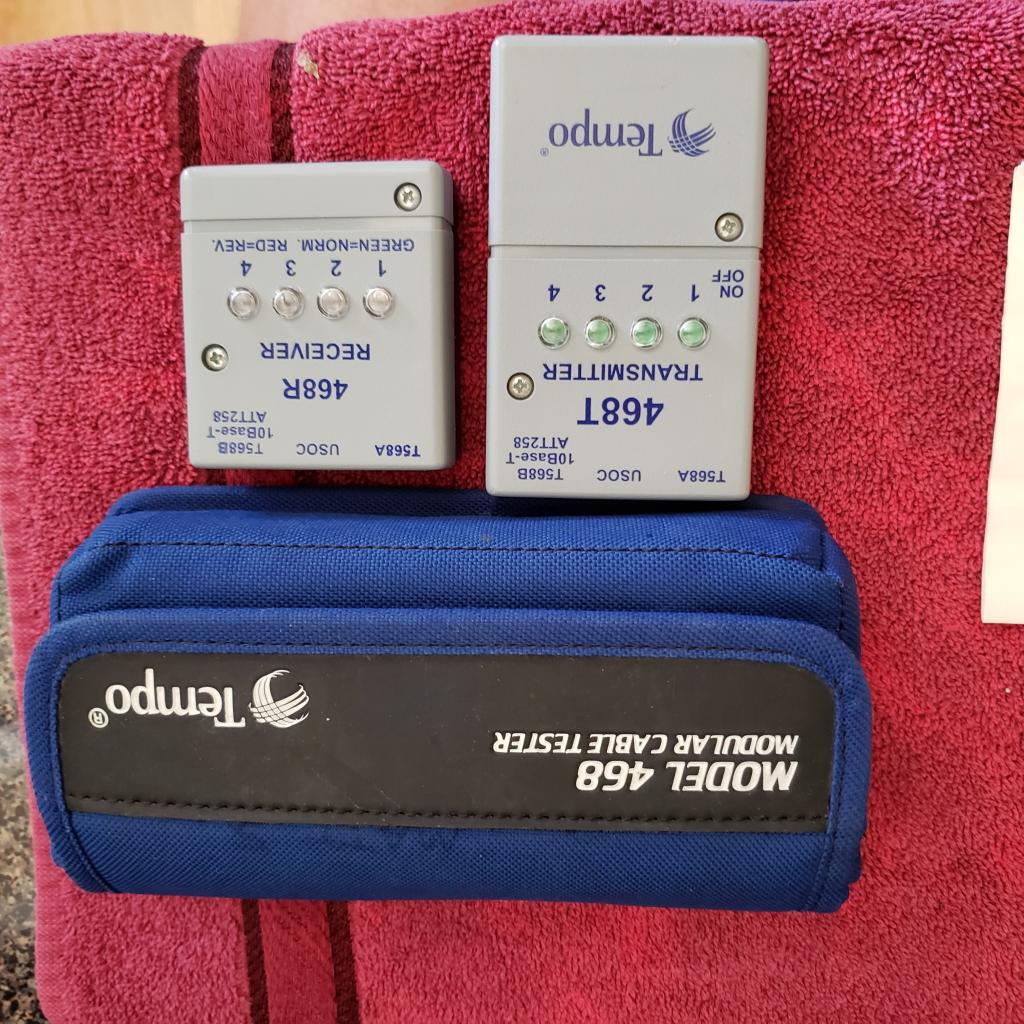 MODEL 468
MODULAR CABLE TESTER
Tempo®
T568A USOC T568B
10Base-T
ATT258
468T
TRANSMITTER
ON 1 2 3 4
OFF
Tempo®
T568A USOC T568B
10Base-T
ATT258
468R
RECEIVER
1 2 3 4
GREEN=NORM. RED=REV.